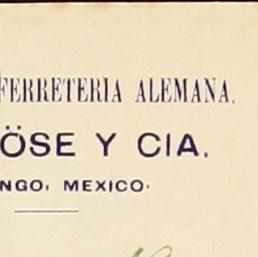 FERRETERIA ALEMANA.
ÖSE Y CIA.
NGO, MEXICO.